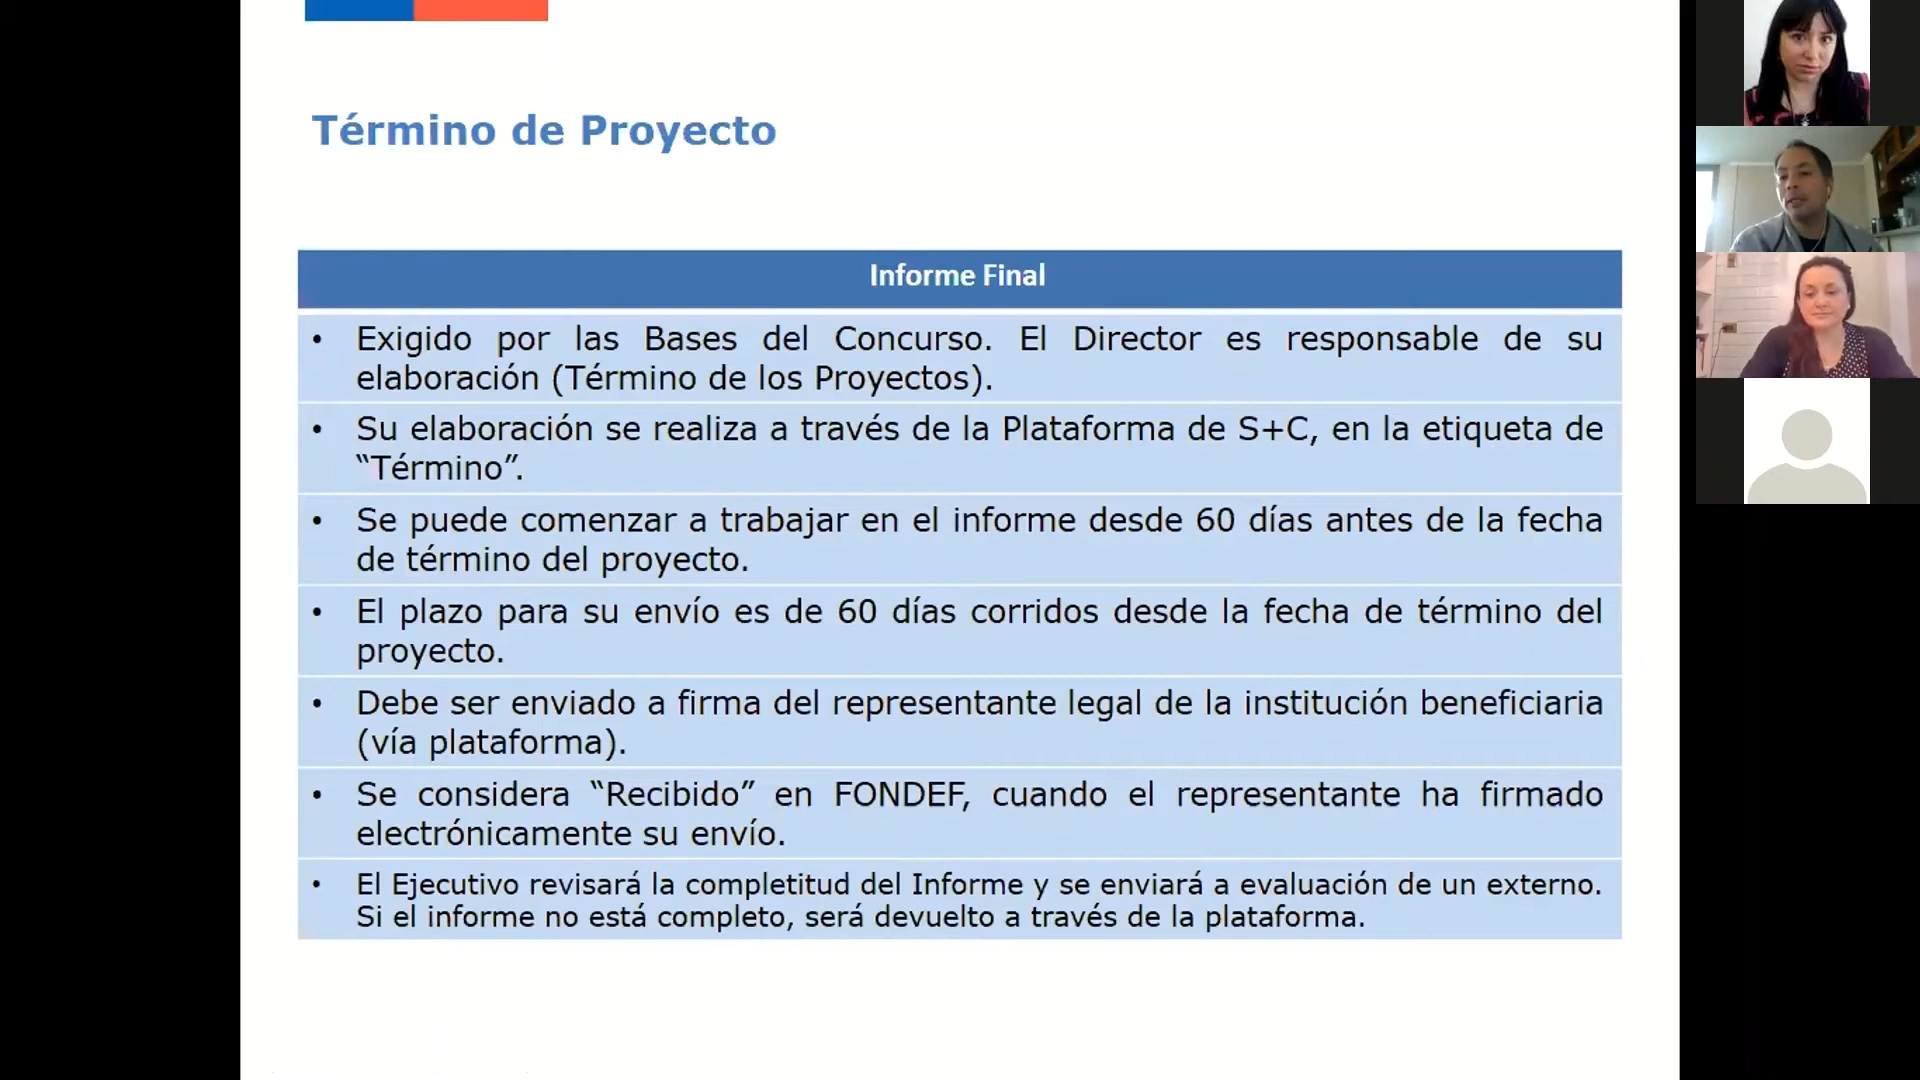 Término de Proyecto
Informe Final
• Exigido por las Bases del Concurso. El Director es responsable de su
elaboración (Término de los Proyectos).
• Su elaboración se realiza a través de la Plataforma de S+C, en la etiqueta de
“Término”.
• Se puede comenzar a trabajar en el informe desde 60 días antes de la fecha
de término del proyecto.
• El plazo para su envío es de 60 días corridos desde la fecha de término del
proyecto.
• Debe ser enviado a firma del representante legal de la institución beneficiaria
(vía plataforma).
• Se considera “Recibido” en FONDEF, cuando el representante ha firmado
electrónicamente su envío.
• El Ejecutivo revisará la completitud del Informe y se enviará a evaluación de un externo.
Si el informe no está completo, será devuelto a través de la plataforma.